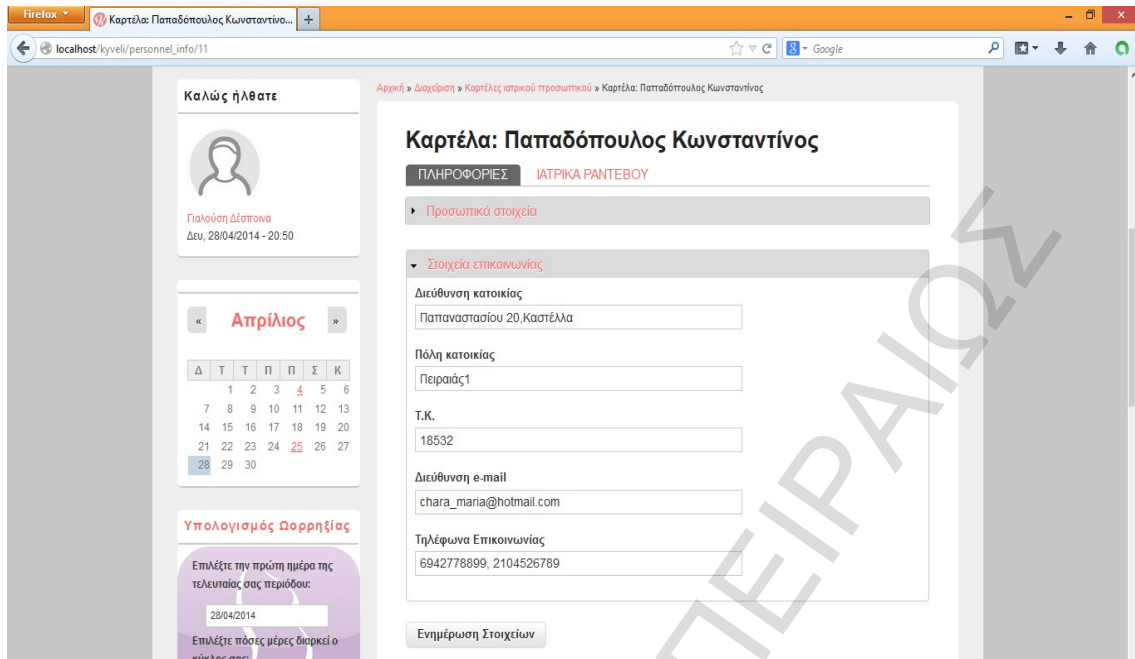 Firefox
Καρτέλα: Παπαδόπουλος Κωνσταντίνο...
localhost/kyveli/personnel_info/11
Google
Καλώς ήλθατε
Γιαλούση Δέσποινα
Δευ, 28/04/2014 - 20:50
« Απρίλιος »
Δ Τ Τ Π Π Σ Κ
1 2 3 4 5 6
7 8 9 10 11 12 13
14 15 16 17 18 19 20
21 22 23 24 25 26 27
28 29 30
Υπολογισμός Ωορρηξίας
Επιλέξτε την πρώτη ημέρα της
τελευταίας σας περιόδου:
28/04/2014
Επιλέξτε πόσες μέρες διαρκεί ο
κύκλος σας:
Αρχική » Διαχείριση » Καρτέλες ιατρικού προσωπικού » Καρτέλα: Παπαδόπουλος Κωνσταντίνος
Καρτέλα: Παπαδόπουλος Κωνσταντίνος
ΠΛΗΡΟΦΟΡΙΕΣ ΙΑΤΡΙΚΑ ΡΑΝΤΕΒΟΥ
Προσωπικά στοιχεία
Στοιχεία επικοινωνίας
Διεύθυνση κατοικίας
Παπαναστασίου 20,Καστέλλα
Πόλη κατοικίας
Πειραιάς1
Τ.Κ.
18532
Διεύθυνση e-mail
chara_maria@hotmail.com
Τηλέφωνα Επικοινωνίας
6942778899, 2104526789
Ενημέρωση Στοιχείων
ΠΕΙΡΑΙΩΣ